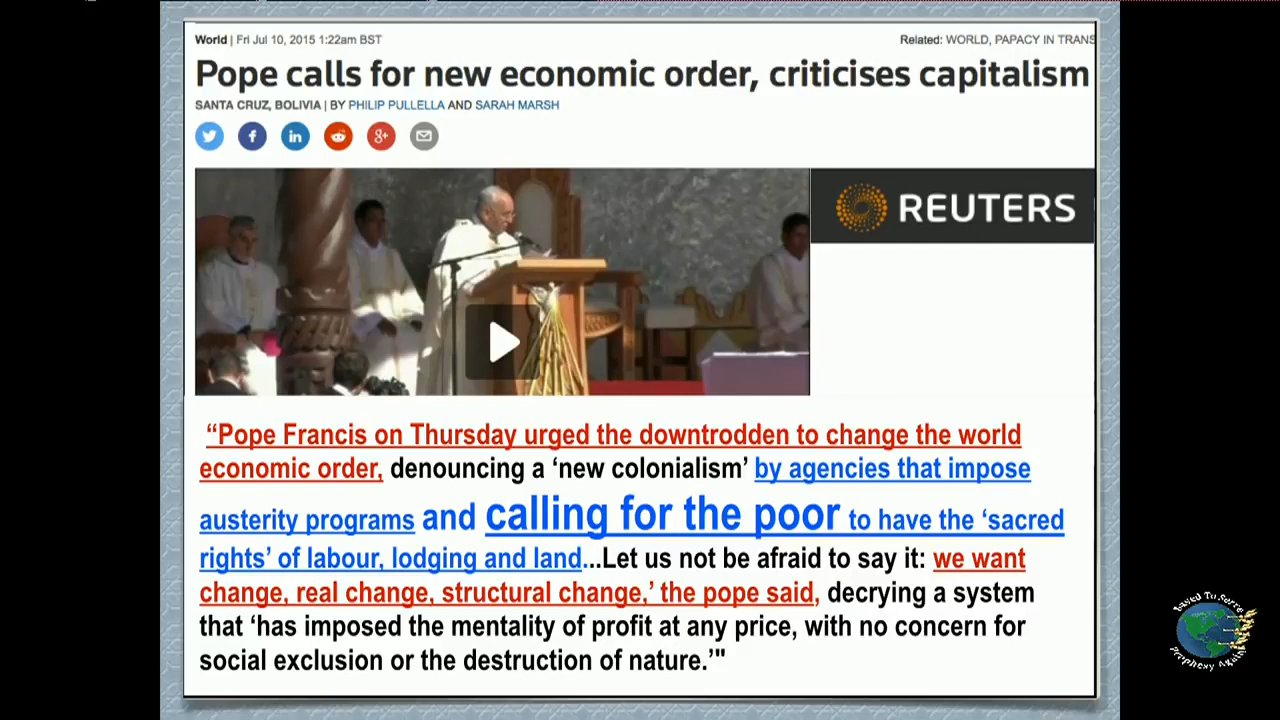 World | Fri Jul 10, 2015 1:22am BST
Related: WORLD, PAPACY IN TRANS
Pope calls for new economic order, criticises capitalism
SANTA CRUZ, BOLIVIA | BY PHILIP PULLELLA AND SARAH MARSH
REUTERS
“Pope Francis on Thursday urged the downtrodden to change the world
economic order, denouncing a ‘new colonialism’ by agencies that impose
austerity programs and calling for the poor to have the ‘sacred
rights’ of labour, lodging and land...Let us not be afraid to say it: we want
change, real change, structural change,’ the pope said, decrying a system
that ‘has imposed the mentality of profit at any price, with no concern for
social exclusion or the destruction of nature.’"
Prophesy Again